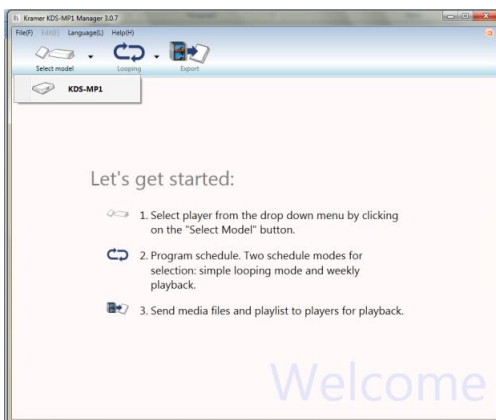 Kramer KDS-MP1 Manager 3.0.7
File(F) Edit(E) Language(L) Help(H)
Select model Looping Export
KDS-MP1
Let's get started:
1. Select player from the drop down menu by clicking
on the "Select Model" button.
2. Program schedule. Two schedule modes for
selection: simple looping mode and weekly
playback.
3. Send media files and playlist to players for playback.
Welcome